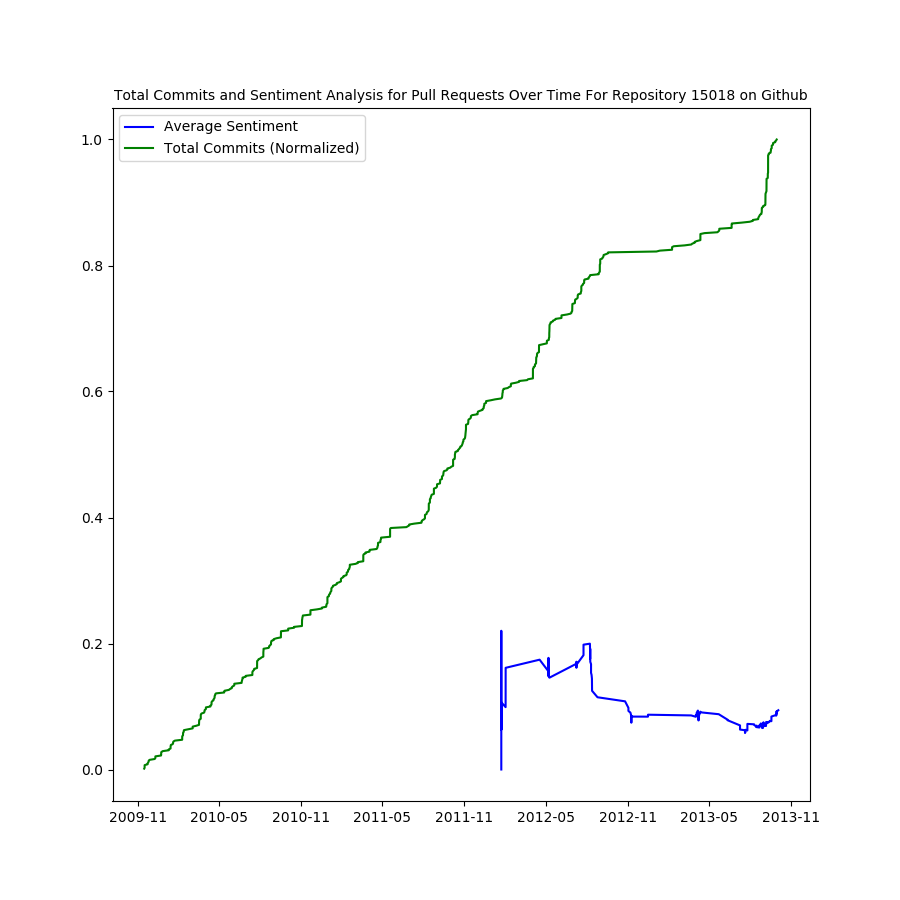 Total Commits and Sentiment Analysis for Pull Requests Over Time For Repository 15018 on Github
Average Sentiment
Total Commits (Normalized)
1.0
0.8
0.6
0.4
0.2
0.0
2009-11 2010-05 2010-11 2011-05 2011-11 2012-05 2012-11 2013-05 2013-11